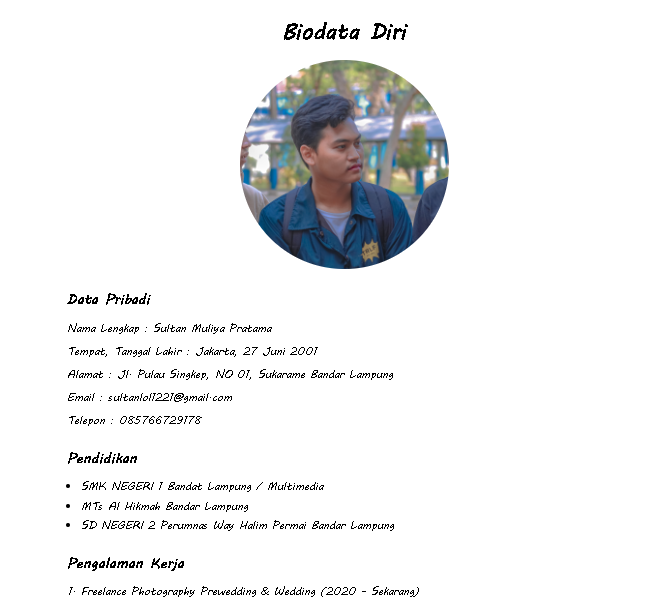 Biodata Diri
Data Pribadi
Nama Lengkap : Sultan Muliya Pratama
Tempat, Tanggal Lahir : Jakarta, 27 Juni 2001
Alamat : Jl. Pulau Singkep, NO 01, Sukarame Bandar Lampung
Email : sultanlol1221@gmail.com
Telepon : 085766729178
Pendidikan
• SMK NEGERI 1 Bandat Lampung / Multimedia
• MTs Al Hikmah Bandar Lampung
• SD NEGERI 2 Perumnas Way Halim Permai Bandar Lampung
Pengalaman Kerja
1. Freelance Photography Prewedding & Wedding (2020 - Sekarang)